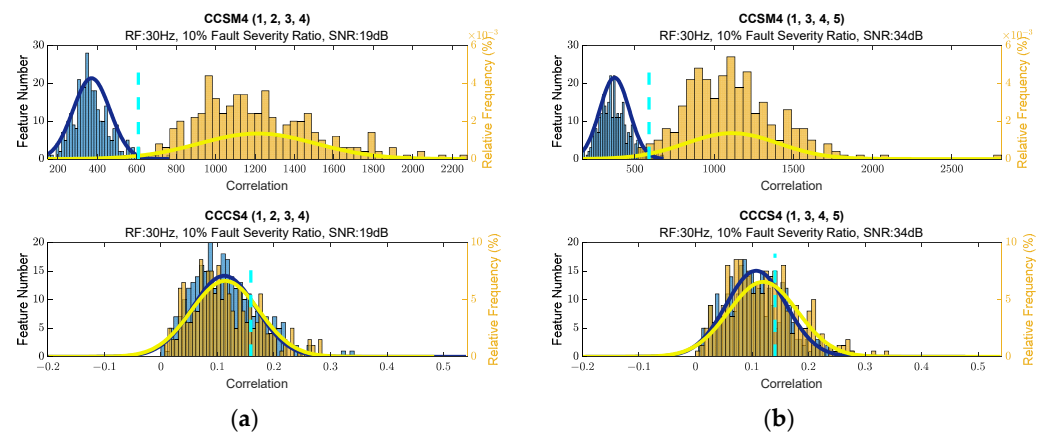 CCSM4 (1, 2, 3, 4)
RF:30Hz, 10% Fault Severity Ratio, SNR:19dB
×10⁻³
30
20
10
0
Feature Number
6
4
2
0
Relative Frequency (%)
200 400 600 800 1000 1200 1400 1600 1800 2000 2200
Correlation
CCSM4 (1, 3, 4, 5)
RF:30Hz, 10% Fault Severity Ratio, SNR:34dB
×10⁻³
30
20
10
0
Feature Number
6
4
2
0
Relative Frequency (%)
500 1000 1500 2000 2500
Correlation
CCCS4 (1, 2, 3, 4)
RF:30Hz, 10% Fault Severity Ratio, SNR:19dB
20
15
10
5
0
Feature Number
10
5
0
Relative Frequency (%)
−0.2 −0.1 0 0.1 0.2 0.3 0.4 0.5
Correlation
CCCS4 (1, 3, 4, 5)
RF:30Hz, 10% Fault Severity Ratio, SNR:34dB
20
15
10
5
0
Feature Number
10
5
0
Relative Frequency (%)
−0.2 −0.1 0 0.1 0.2 0.3 0.4 0.5
Correlation
(a)
(b)